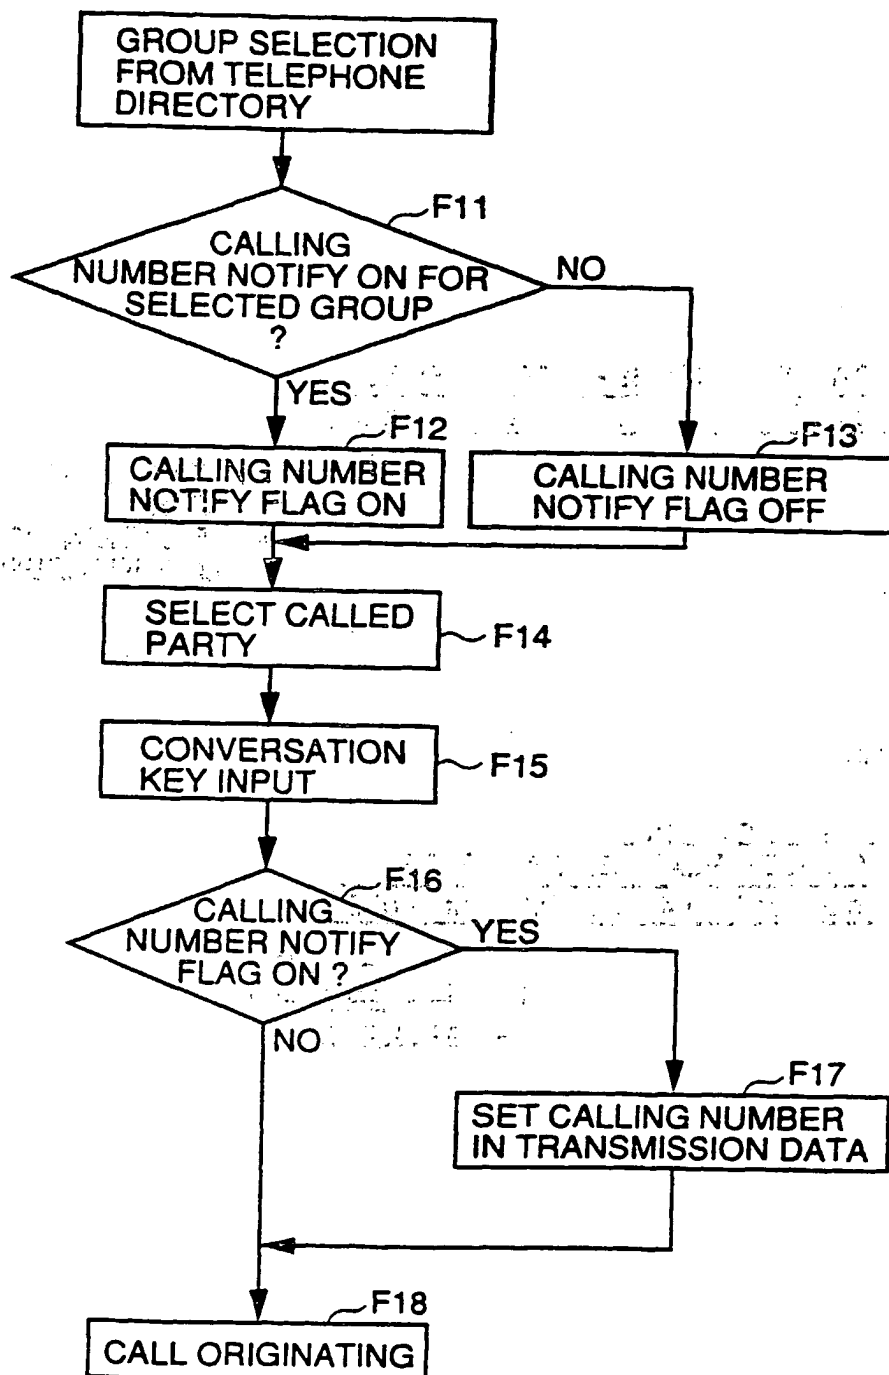 GROUP SELECTION
FROM TELEPHONE
DIRECTORY
F11
CALLING
NUMBER NOTIFY ON FOR
SELECTED GROUP
?
NO
YES
F12
CALLING NUMBER
NOTIFY FLAG ON
F13
CALLING NUMBER
NOTIFY FLAG OFF
SELECT CALLED
PARTY
F14
CONVERSATION
KEY INPUT
F15
F16
CALLING
NUMBER NOTIFY
FLAG ON ?
YES
NO
F17
SET CALLING NUMBER
IN TRANSMISSION DATA
F18
CALL ORIGINATING